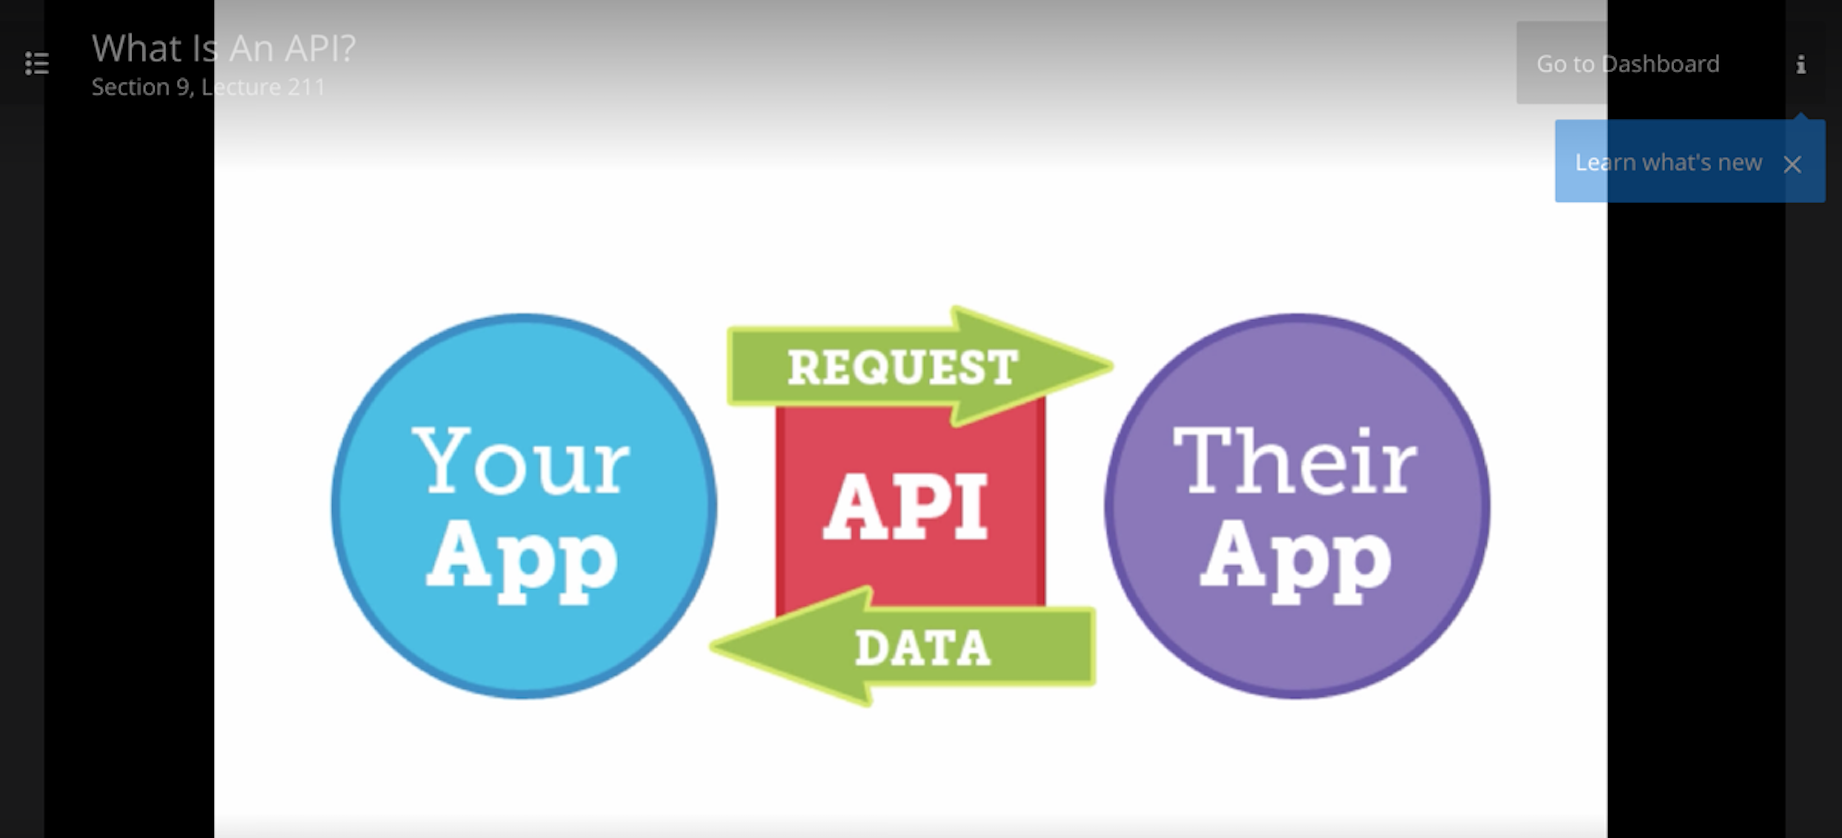 What Is An API?
Section 9, Lecture 211
Go to Dashboard
Learn what's new
Your
App
REQUEST
API
DATA
Their
App